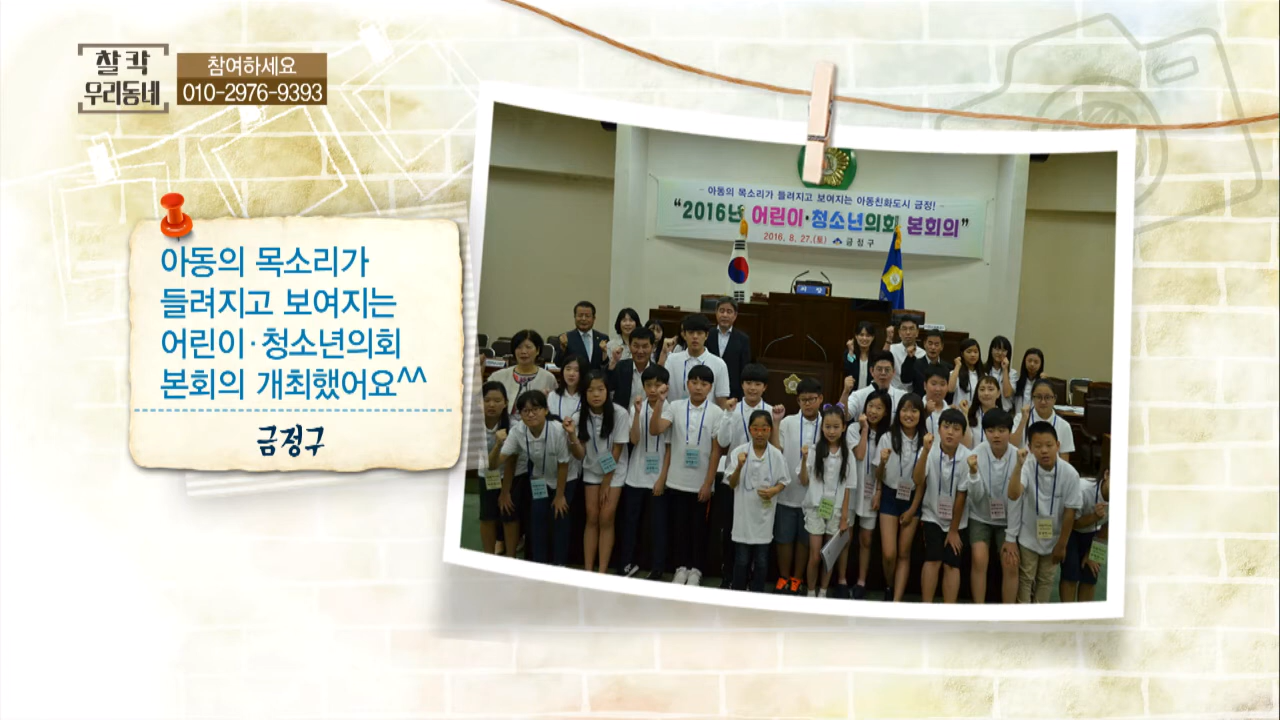 찰칵
우리동네
참여하세요
010-2976-9393
아동의 목소리가
들려지고 보여지는
어린이·청소년의회
본회의 개최했어요^^
금정구
- 아동의 목소리가 들려지고 보여지는 아동친화도시 금정! -
“2016년 어린이·청소년의회 본회의”
2016. 8. 27.(토) 금정구